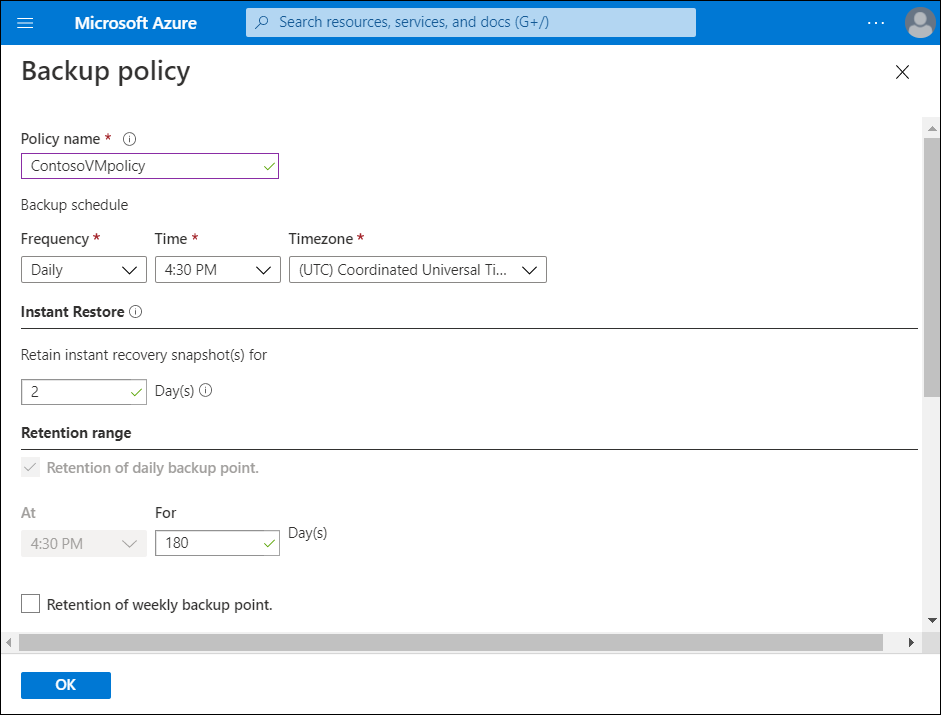 Microsoft Azure
Search resources, services, and docs (G+/)
Backup policy
Policy name *
ContosoVMpolicy
Backup schedule
Frequency * Time * Timezone *
Daily 4:30 PM (UTC) Coordinated Universal Ti...
Instant Restore
Retain instant recovery snapshot(s) for
2 Day(s)
Retention range
Retention of daily backup point.
At For
4:30 PM 180 Day(s)
Retention of weekly backup point.
OK